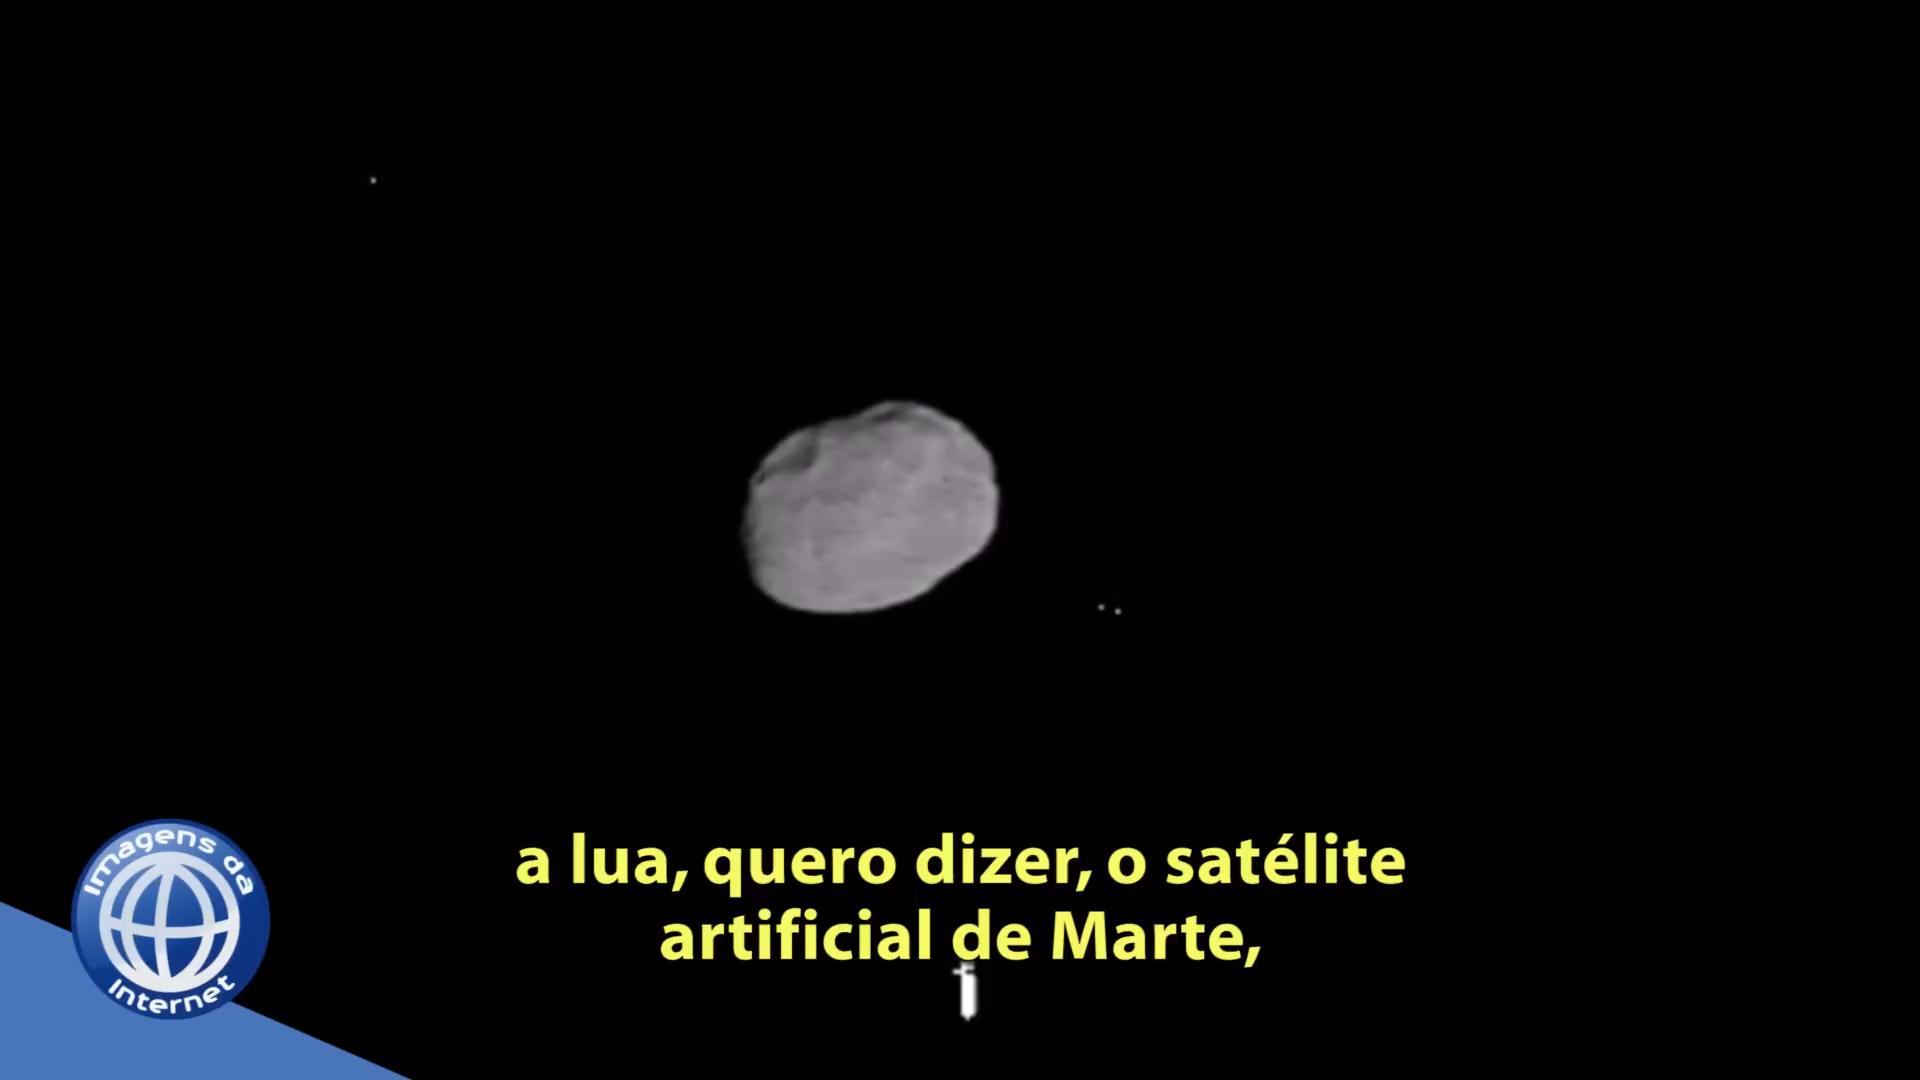 a lua, quero dizer, o satélite
artificial de Marte,
Imagens da
Internet